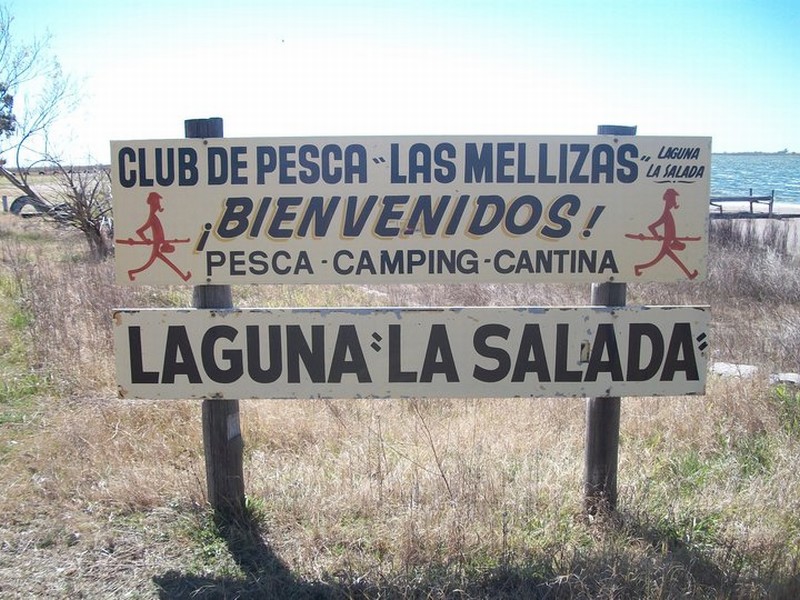 CLUB DE PESCA "LAS MELLIZAS" LAGUNA
LA SALADA
¡BIENVENIDOS!
PESCA - CAMPING - CANTINA
LAGUNA "LA SALADA"